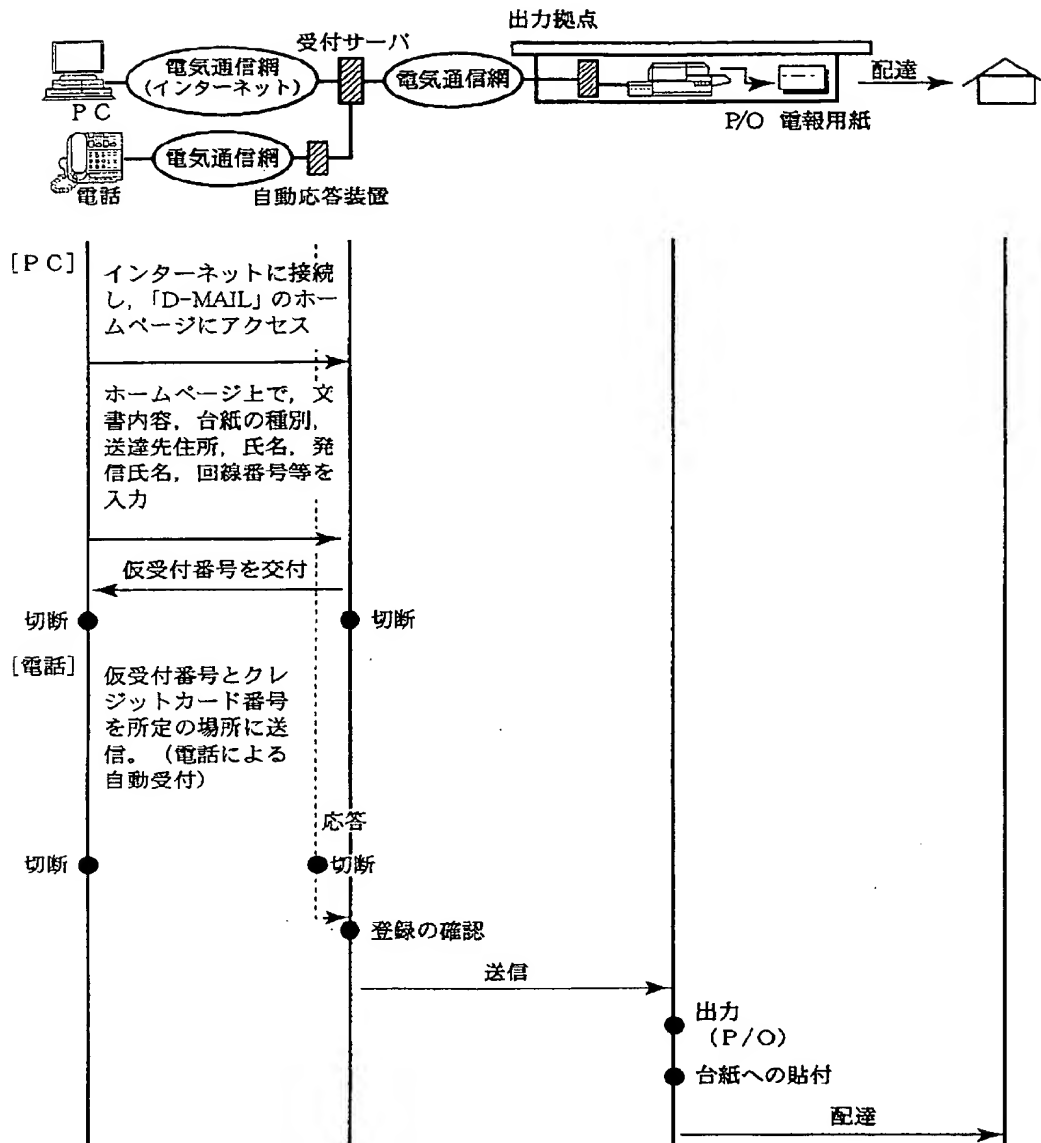 出力拠点
受付サーバ
電気通信網
(インターネット)
電気通信網
配達
PC
P/O 電報用紙
電気通信網
電話
自動応答装置
[PC]
インターネットに接続
し,「D-MAIL」のホー
ムページにアクセス
ホームページ上で,文
書内容,台紙の種別,
送達先住所,氏名,発
信氏名,回線番号等を
入力
仮受付番号を交付
切断
切断
[電話]
仮受付番号とクレ
ジットカード番号
を所定の場所に送
信。(電話による
自動受付)
応答
切断
切断
登録の確認
送信
出力
(P/O)
台紙への貼付
配達